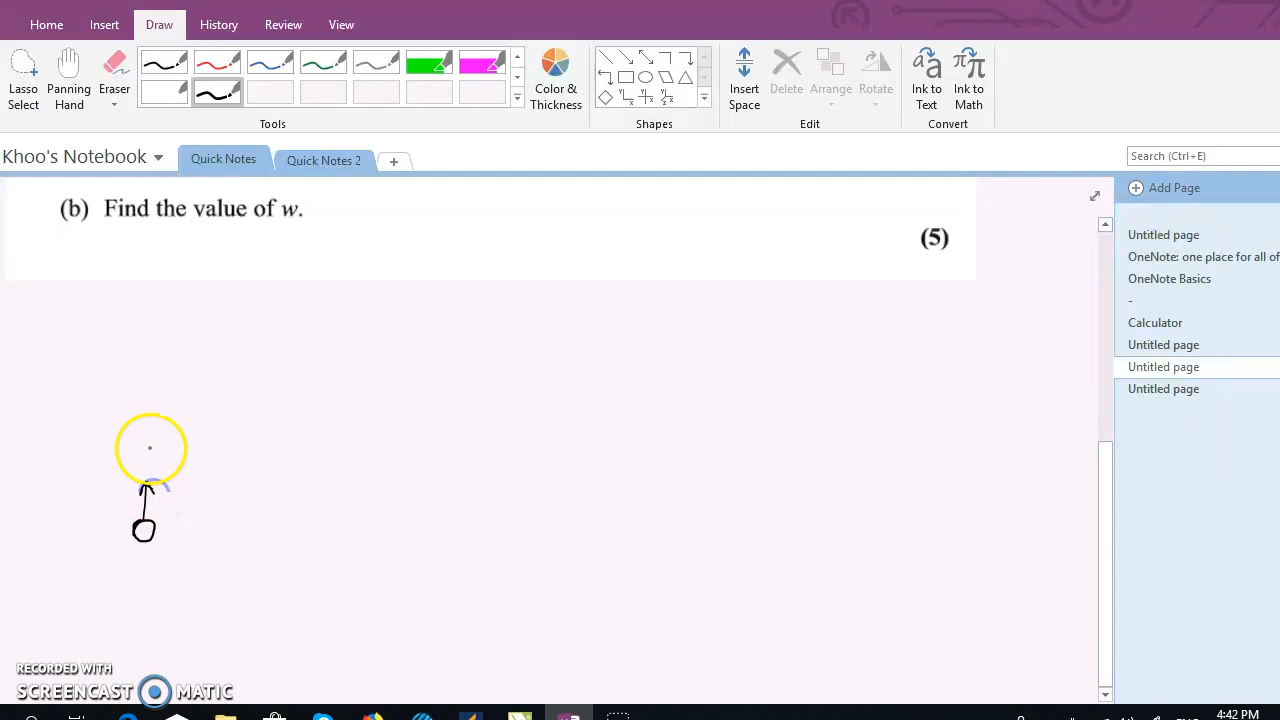 Home Insert Draw History Review View
Lasso Select
Panning Hand
Eraser
Color & Thickness
Insert Space
Delete
Arrange
Rotate
Ink to Text
Ink to Math
Tools
Shapes
Edit
Convert
Khoo's Notebook
Quick Notes
Quick Notes 2
Search (Ctrl+E)
Add Page
(b) Find the value of w.
(5)
Untitled page
OneNote: one place for all of
OneNote Basics
-
Calculator
Untitled page
Untitled page
Untitled page
RECORDED WITH
SCREENCAST MATIC
4:42 PM